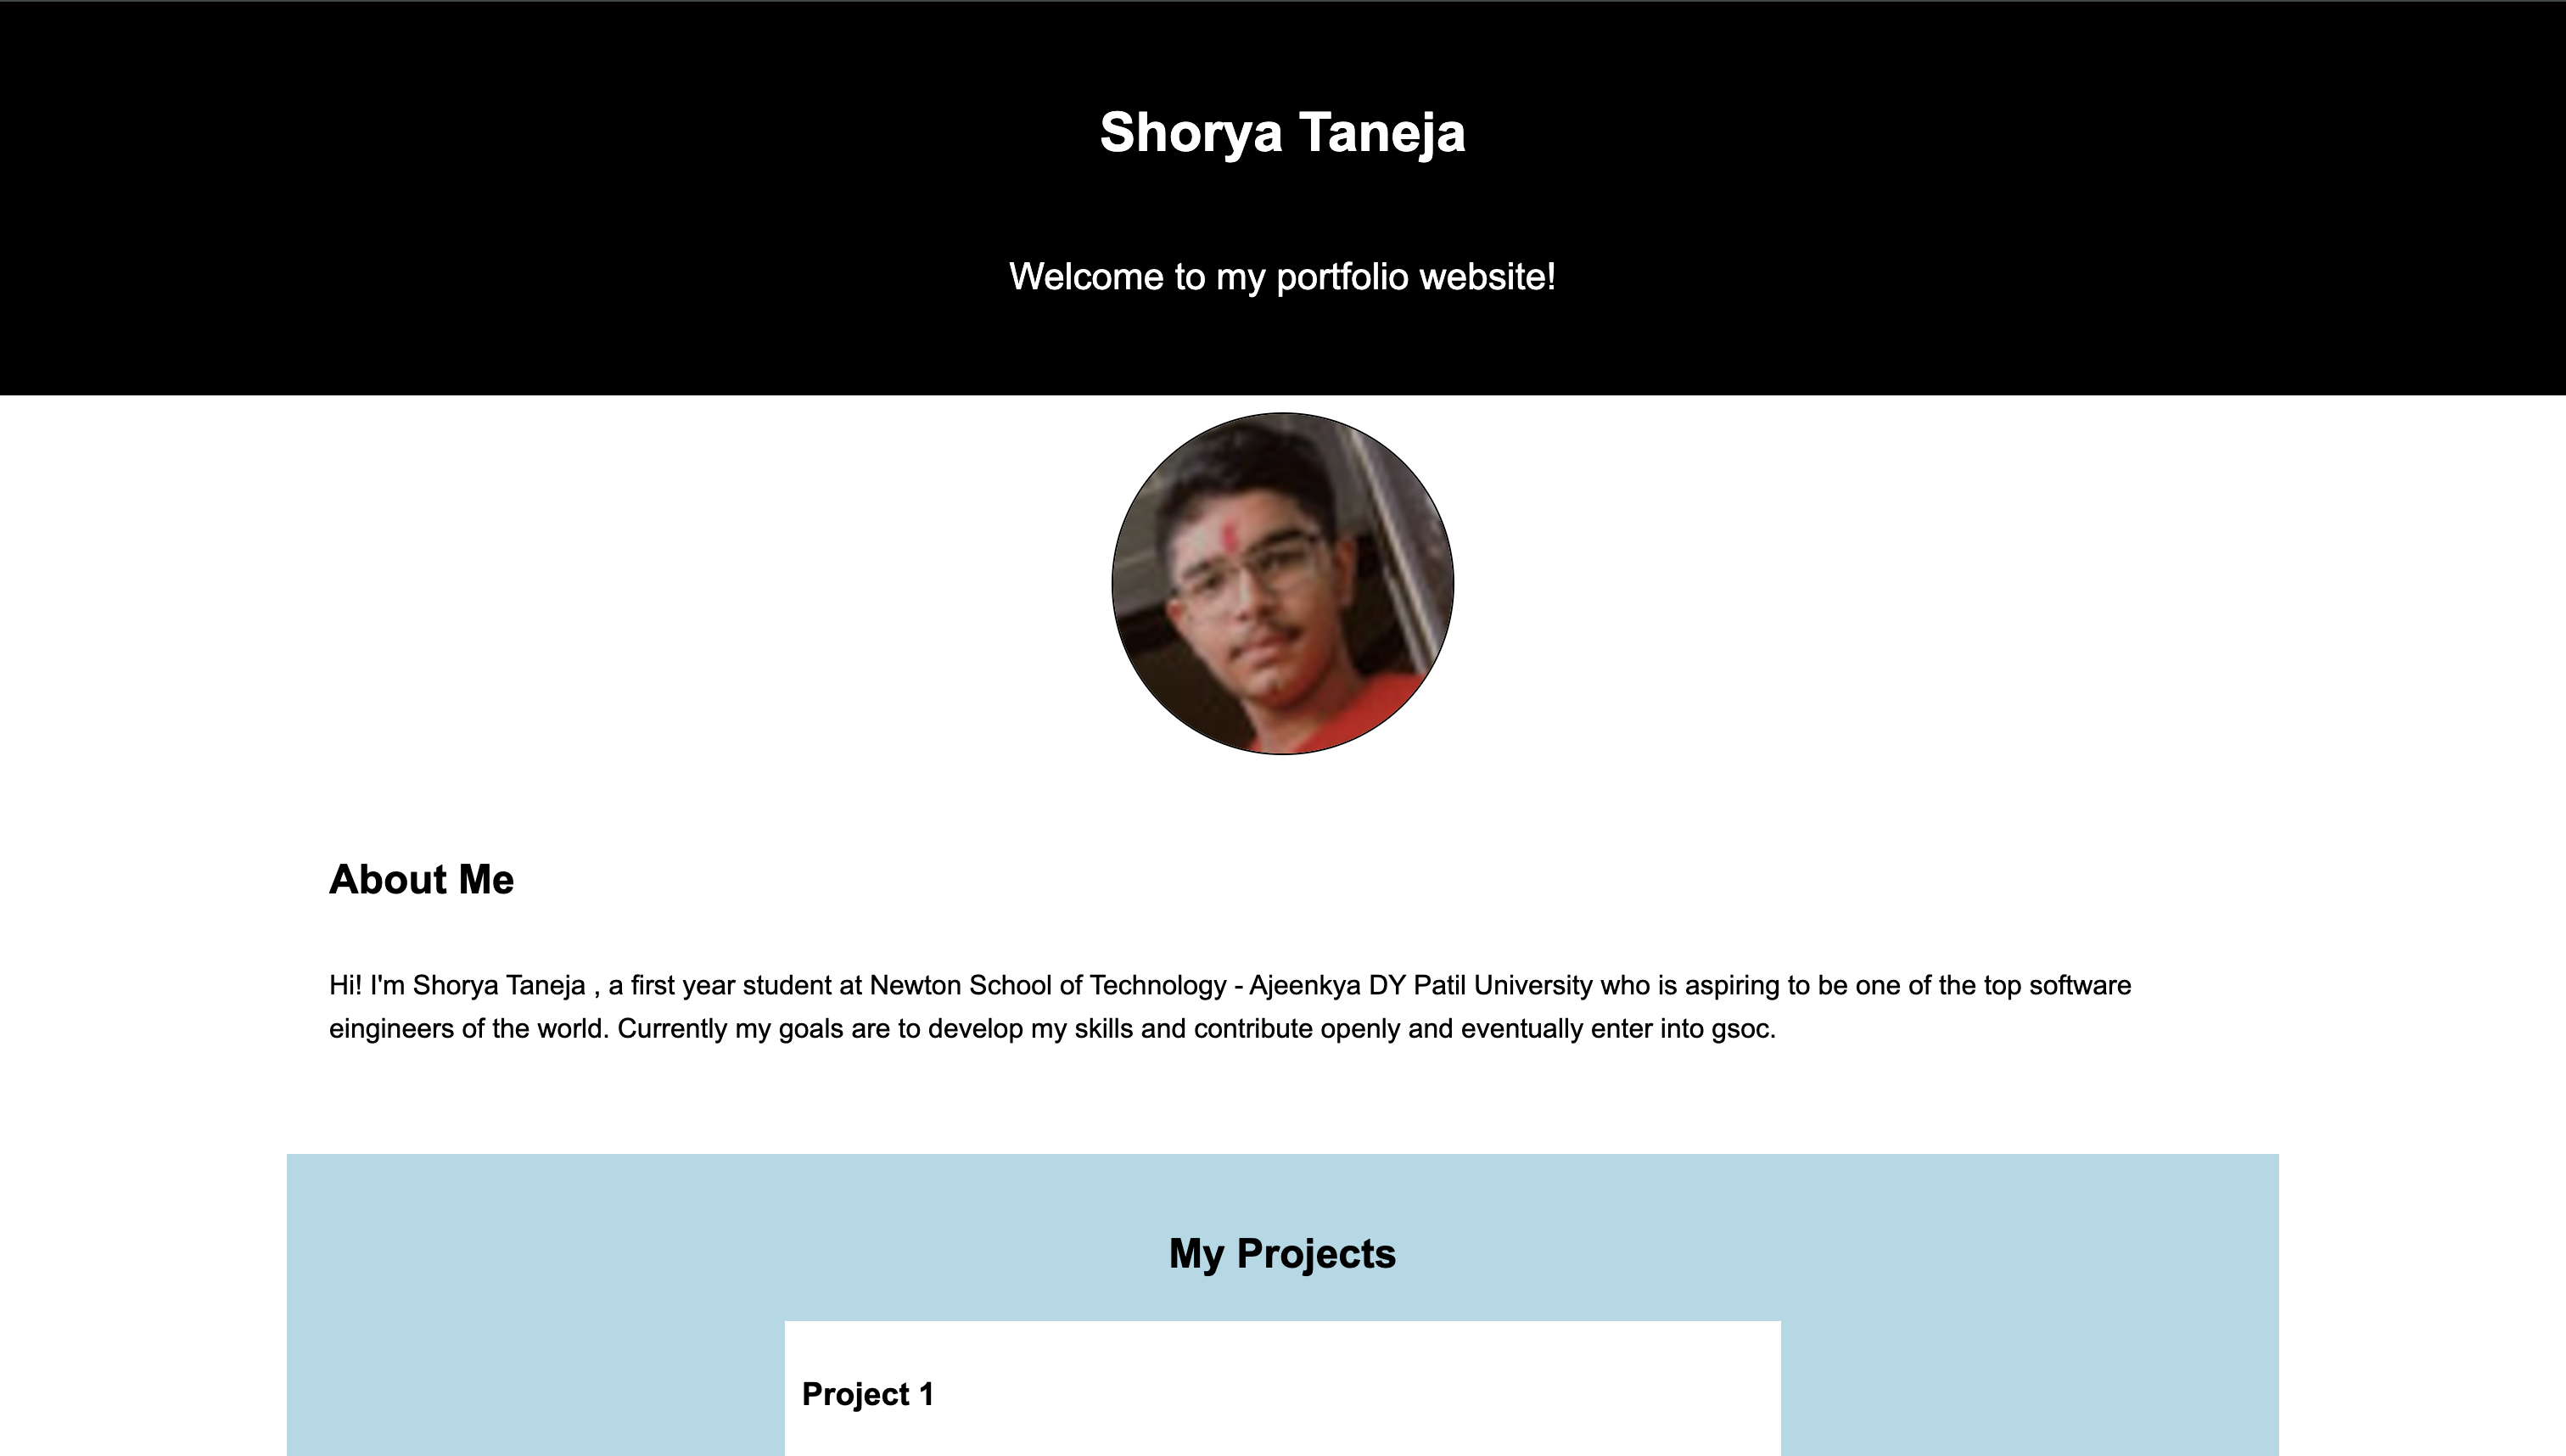 Shorya Taneja
Welcome to my portfolio website!
About Me
Hi! I'm Shorya Taneja , a first year student at Newton School of Technology - Ajeenkya DY Patil University who is aspiring to be one of the top software
eingineers of the world. Currently my goals are to develop my skills and contribute openly and eventually enter into gsoc.
My Projects
Project 1